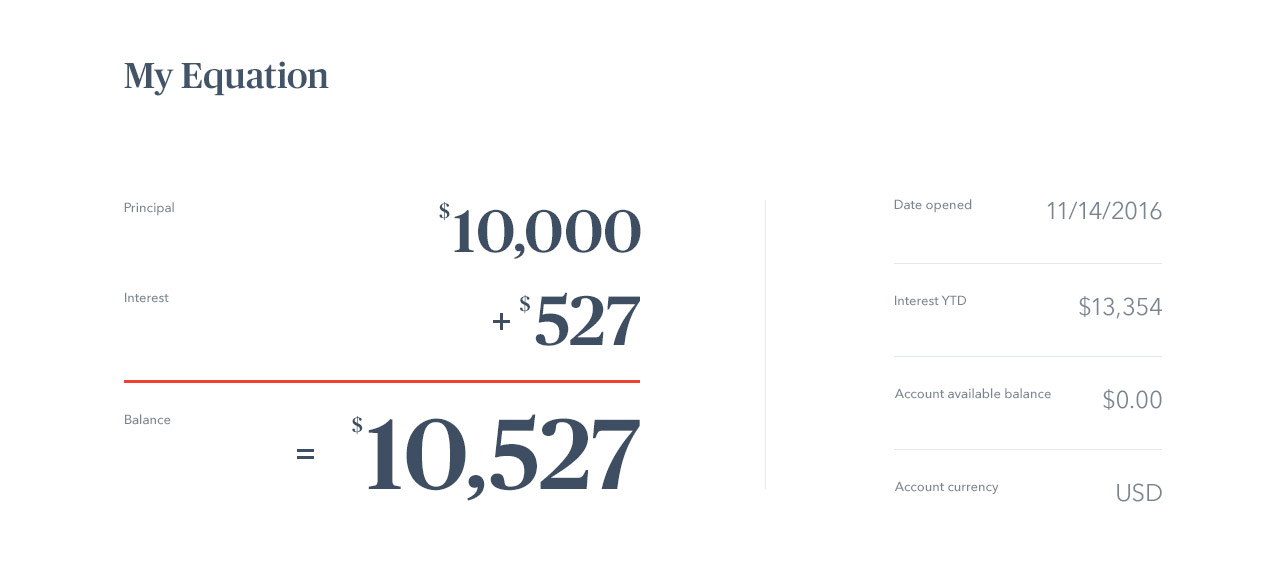 My Equation
Principal $10,000
Interest + $527
Balance = $10,527
Date opened 11/14/2016
Interest YTD $13,354
Account available balance $0.00
Account currency USD